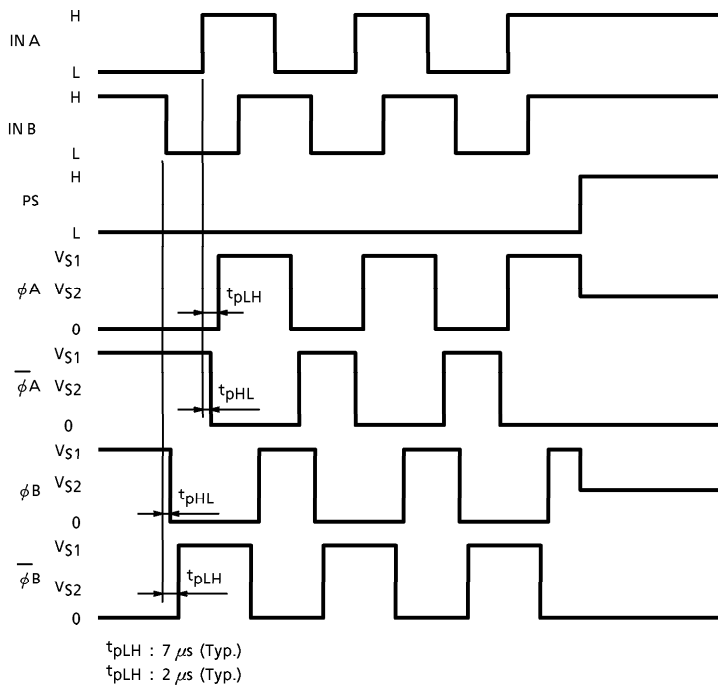 H
IN A
L
H
IN B
L
H
PS
L
VS1
ϕA VS2
tpLH
0
VS1
ϕA VS2
tpHL
0
VS1
ϕB VS2
tpHL
0
VS1
ϕB VS2
tpLH
0
tpLH : 7 μs (Typ.)
tpLH : 2 μs (Typ.)